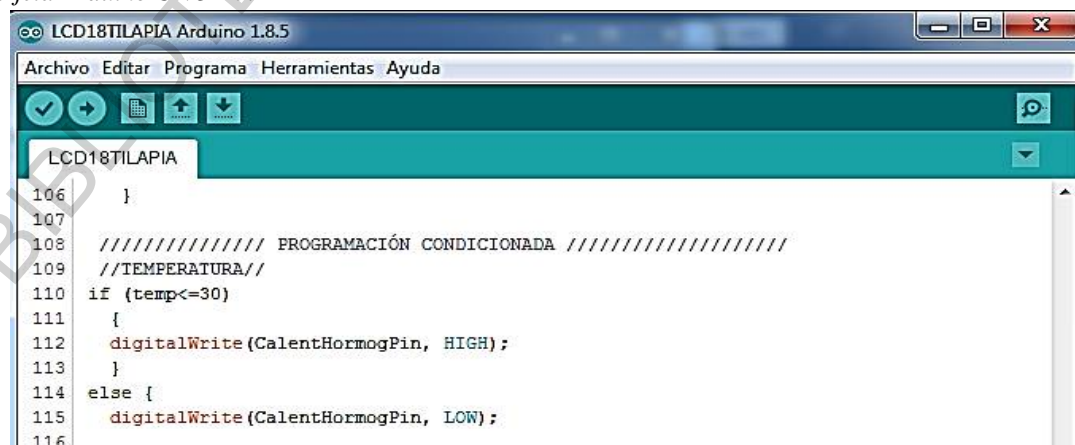 LCD18TILAPIA Arduino 1.8.5
Archivo Editar Programa Herramientas Ayuda
LCD18TILAPIA
106 }
107
108 /////////////// PROGRAMACIÓN CONDICIONADA ////////////////////
109 //TEMPERATURA//
110 if (temp<=30)
111 {
112 digitalWrite(CalentHormogPin, HIGH);
113 }
114 else {
115 digitalWrite(CalentHormogPin, LOW);
116
BIBLIOTE